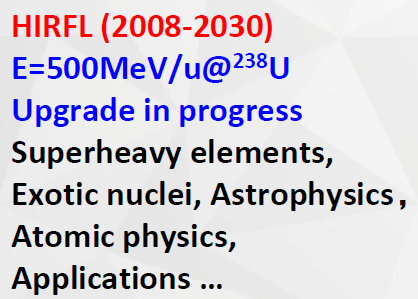 HIRFL (2008-2030)
E=500MeV/u@²³⁸U
Upgrade in progress
Superheavy elements,
Exotic nuclei, Astrophysics，
Atomic physics,
Applications ...